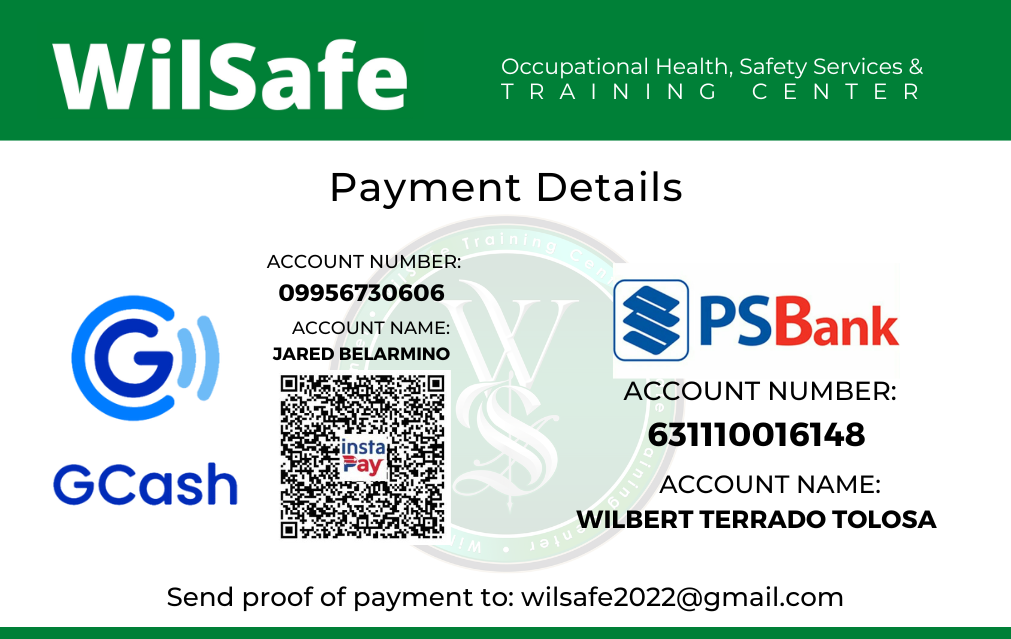 WilSafe
Occupational Health, Safety Services &
TRAINING CENTER
Payment Details
ACCOUNT NUMBER:
09956730606
ACCOUNT NAME:
JARED BELARMINO
insta
Pay
GCash
PSBank
ACCOUNT NUMBER:
631110016148
ACCOUNT NAME:
WILBERT TERRADO TOLOSA
Send proof of payment to: wilsafe2022@gmail.com